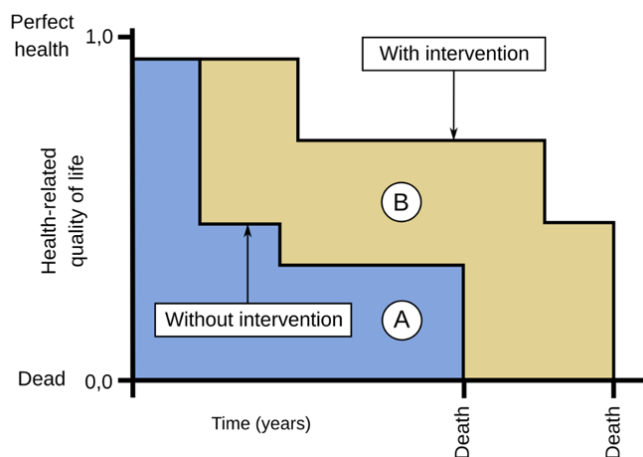 Perfect
health
1,0
With intervention
Health-related
quality of life
B
Without intervention
A
Dead
0,0
Time (years)
Death
Death